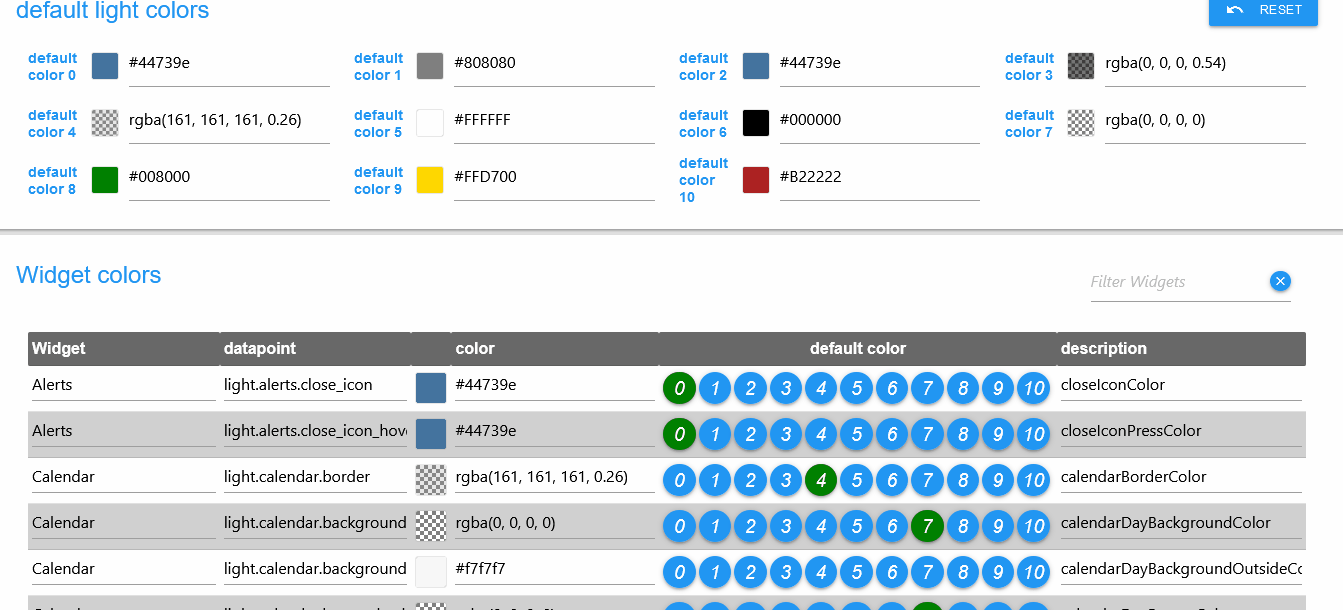 default light colors
RESET
default color 0 #44739e default color 1 #808080 default color 2 #44739e default color 3 rgba(0, 0, 0, 0.54)
default color 4 rgba(161, 161, 161, 0.26) default color 5 #FFFFFF default color 6 #000000 default color 7 rgba(0, 0, 0, 0)
default color 8 #008000 default color 9 #FFD700 default color 10 #B22222
Widget colors
Filter Widgets
Widget datapoint color default color description
Alerts light.alerts.close_icon #44739e 0 1 2 3 4 5 6 7 8 9 10 closeIconColor
Alerts light.alerts.close_icon_hov #44739e 0 1 2 3 4 5 6 7 8 9 10 closeIconPressColor
Calendar light.calendar.border rgba(161, 161, 161, 0.26) 0 1 2 3 4 5 6 7 8 9 10 calendarBorderColor
Calendar light.calendar.background rgba(0, 0, 0, 0) 0 1 2 3 4 5 6 7 8 9 10 calendarDayBackgroundColor
Calendar light.calendar.background #f7f7f7 0 1 2 3 4 5 6 7 8 9 10 calendarDayBackgroundOutsideCo